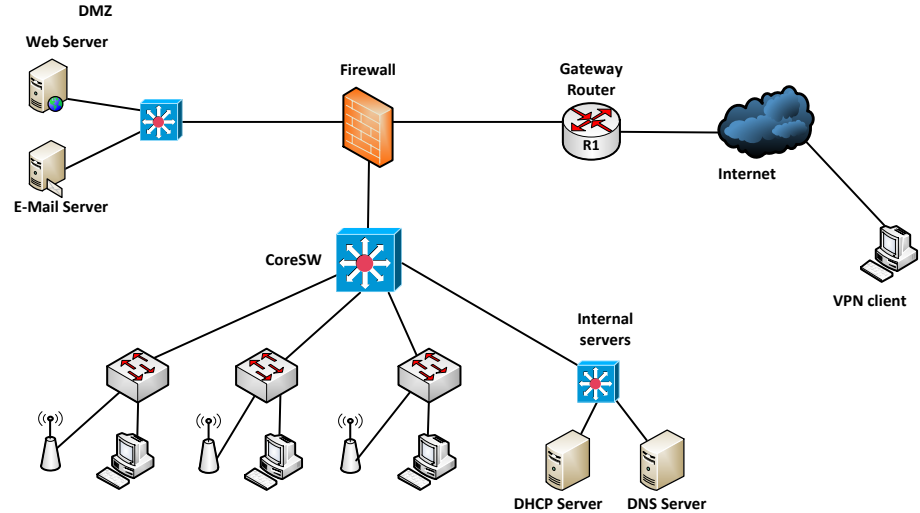 DMZ
Web Server
E-Mail Server
Firewall
Gateway
Router
R1
Internet
VPN client
CoreSW
Internal
servers
DHCP Server
DNS Server